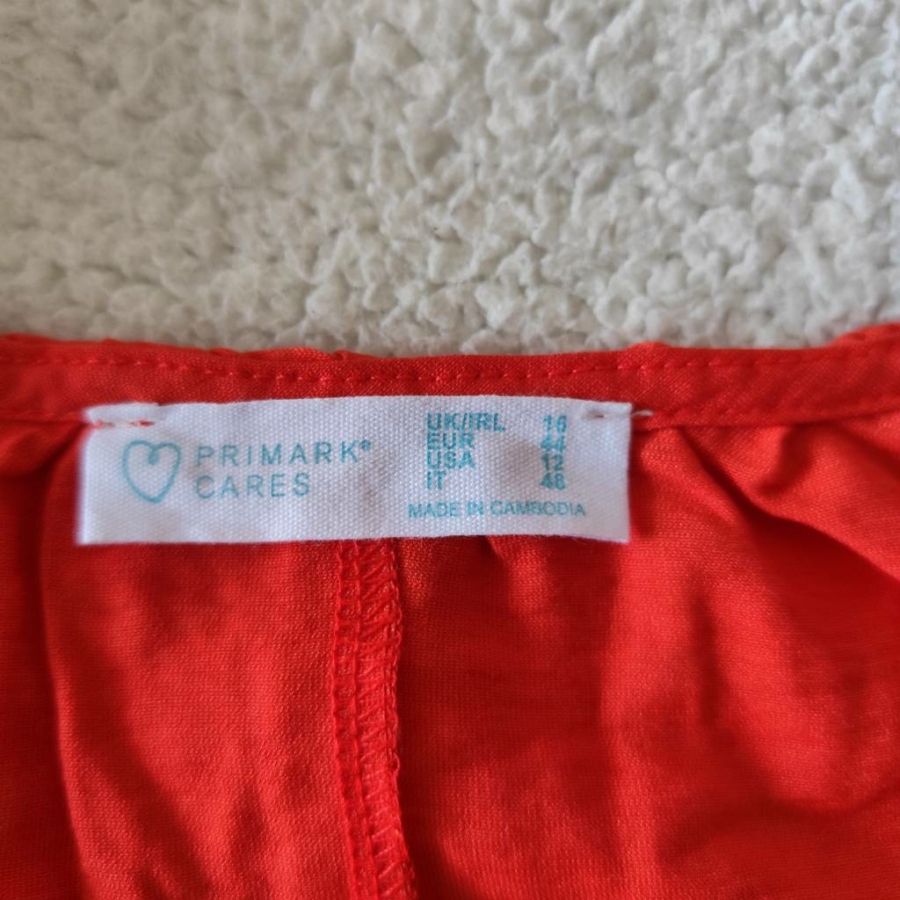 PRIMARK®
CARES
UK/IRL 16
EUR 44
USA 12
IT 48
MADE IN CAMBODIA